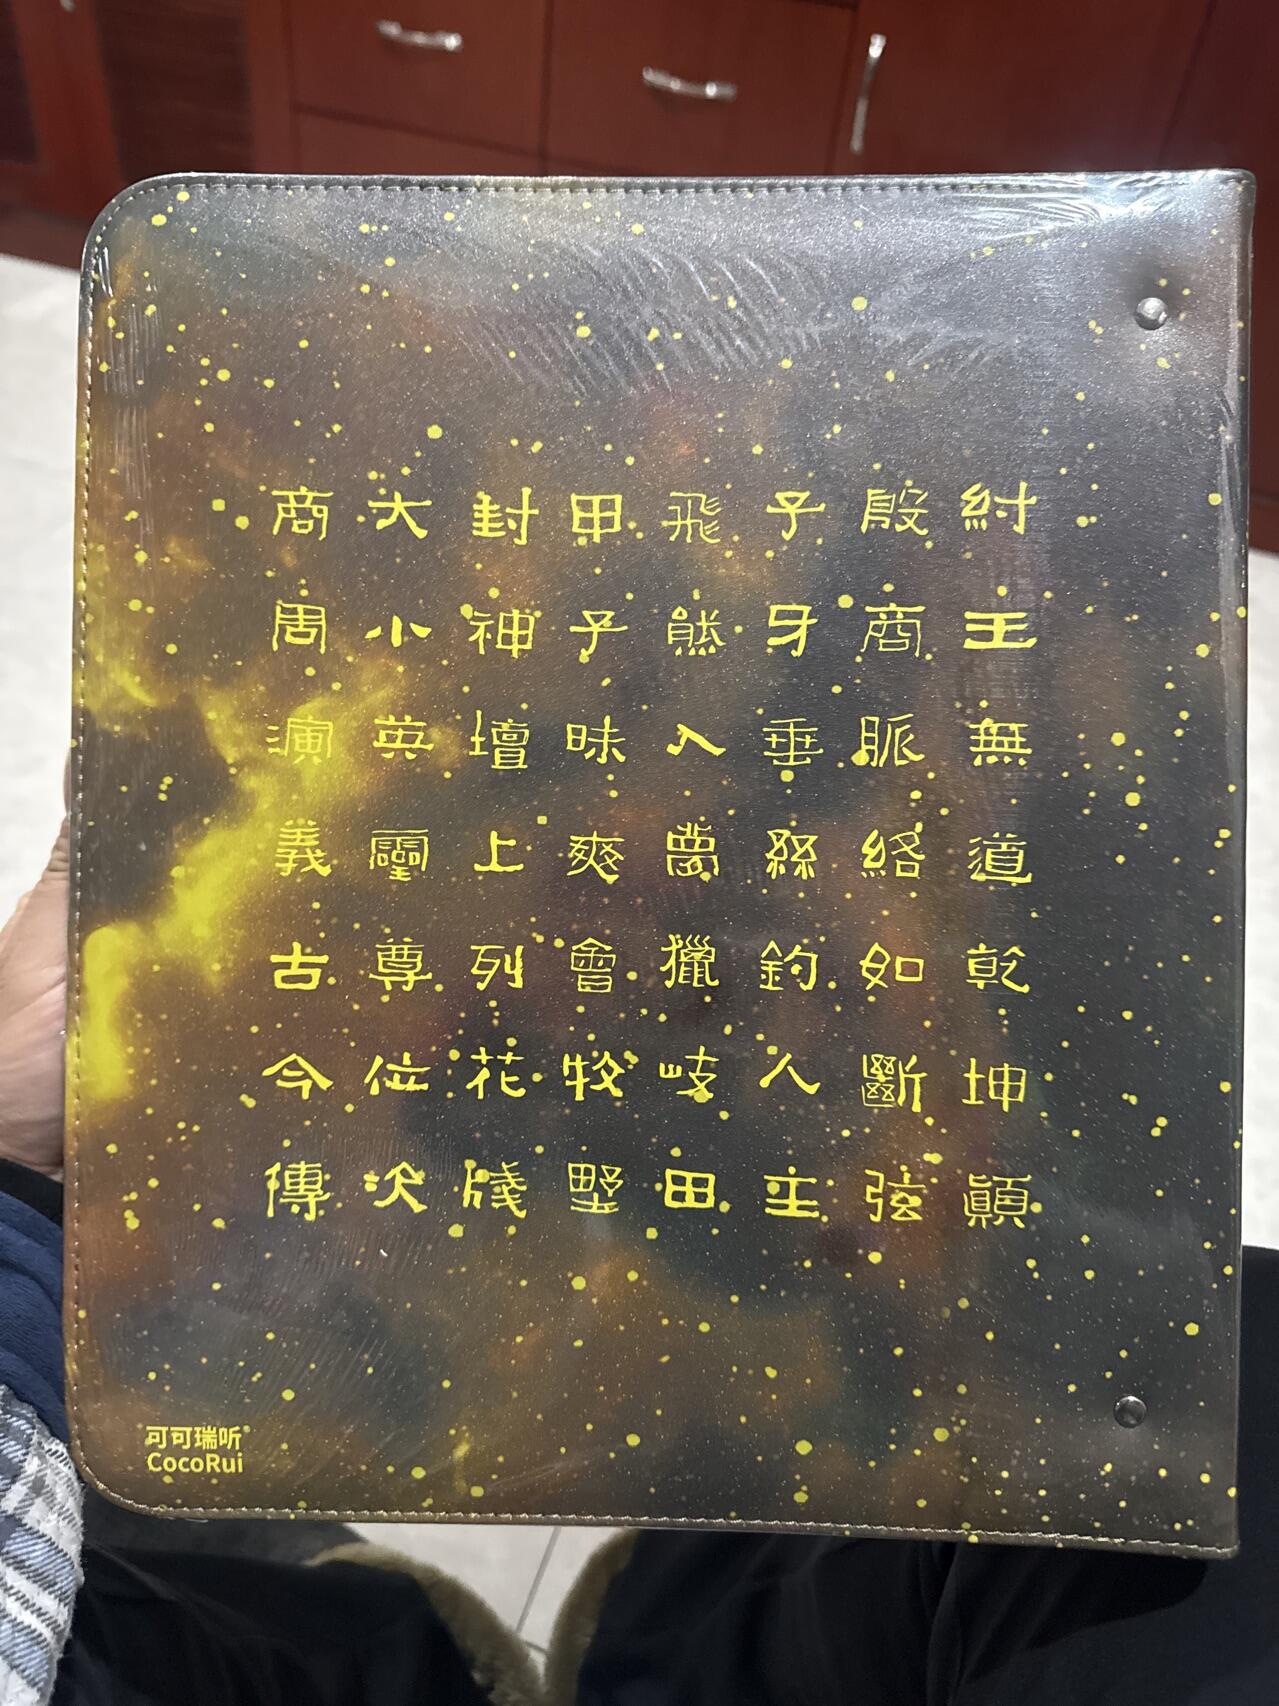 紂王無道乾坤顛
殷商脈絡如斷弦
子牙垂絲釣人主
飛熊入夢獵岐田
甲子昧爽會牧野
封神壇上列花牋
大小英靈尊位次
商周演義古今傳
可可瑞听®
CocoRui